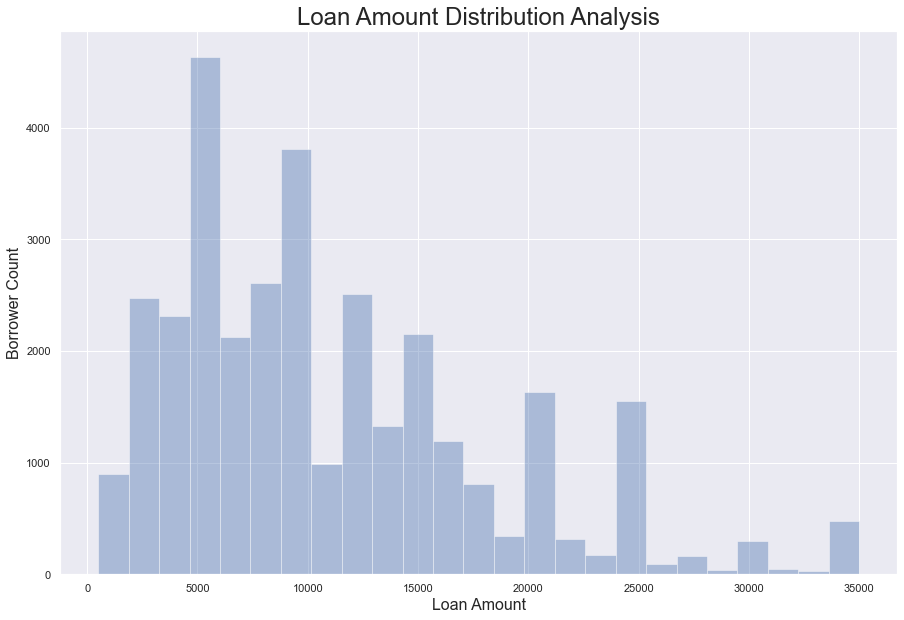 Loan Amount Distribution Analysis
Borrower Count
4000
3000
2000
1000
0
0 5000 10000 15000 20000 25000 30000 35000
Loan Amount